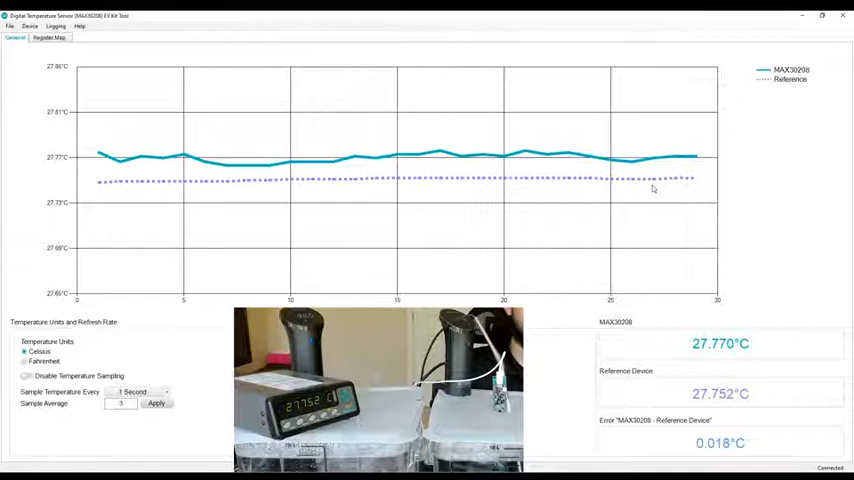 Digital Temperature Sensor (MAX30208) EV Kit Tool
File Device Logging Help
General Register Map
27.85°C
27.81°C
27.77°C
27.73°C
27.69°C
27.65°C
0 5 10 15 20 25 30
MAX30208
Reference
Temperature Units and Refresh Rate
Temperature Units
Celsius
Fahrenheit
Disable Temperature Sampling
Sample Temperature Every 1 Second
Sample Average 3 Apply
27.752 C
MAX30208
27.770°C
Reference Device
27.752°C
Error "MAX30208 - Reference Device"
0.018°C
Connected